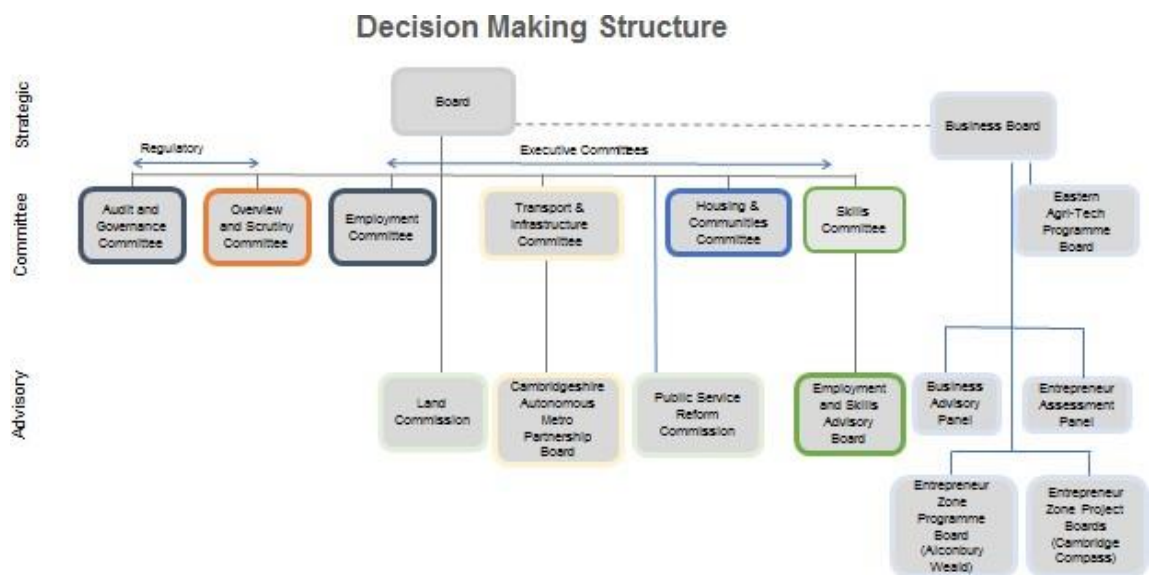 Decision Making Structure
Strategic
Board
Business Board
Regulatory
Executive Committees
Committee
Audit and
Governance
Committee
Overview
and Scrutiny
Committee
Employment
Committee
Transport &
Infrastructure
Committee
Housing &
Communities
Committee
Skills
Committee
Eastern
Agri-Tech
Programme
Board
Advisory
Land
Commission
Cambridgeshire
Autonomous
Metro
Partnership
Board
Public Service
Reform
Commission
Employment
and Skills
Advisory
Board
Business
Advisory
Panel
Entrepreneur
Assessment
Panel
Entrepreneur
Zone
Programme
Board
(Alconbury
Weald)
Entrepreneur
Zone Project
Boards
(Cambridge
Compass)